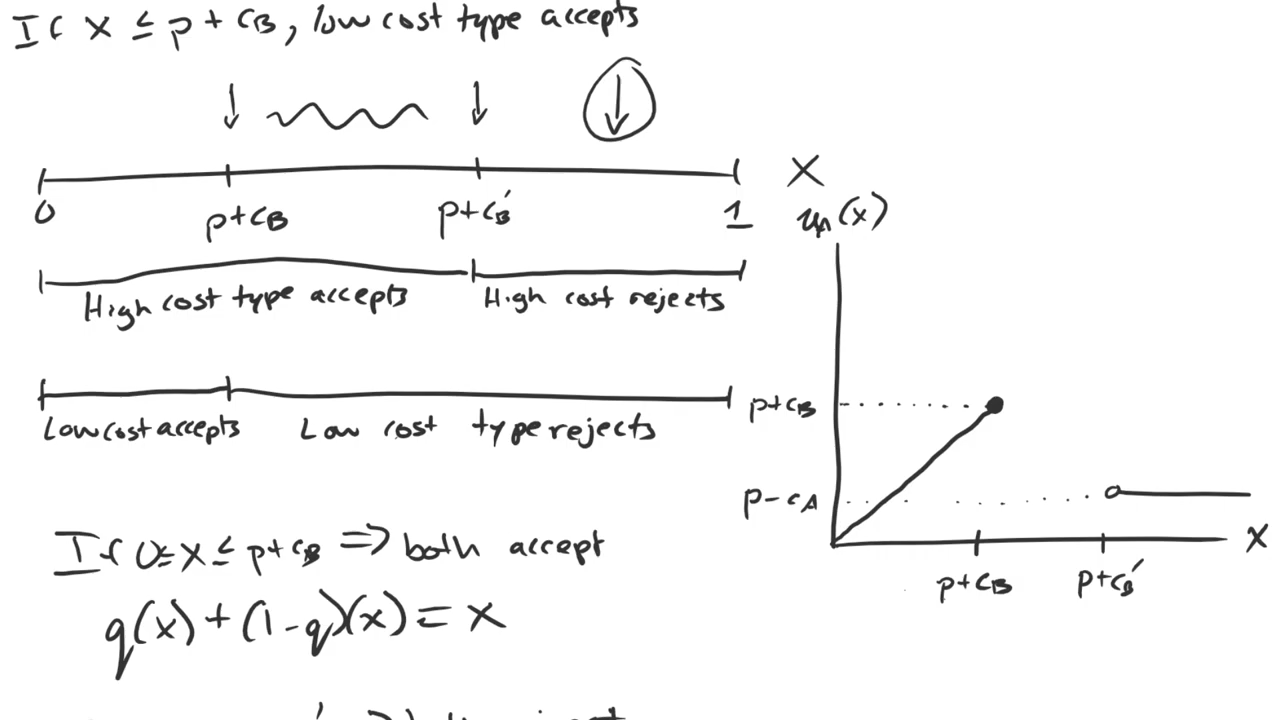 If x ≤ p + cB, low cost type accepts
0 p+cB p+cB′ 1 x
High cost type accepts High cost rejects
Low cost accepts Low cost type rejects
If 0 ≤ x ≤ p+cB ⇒ both accept
q(x) + (1-q)(x) = x
uA(x)
p+cB
p-cA
p+cB p+cB′ x